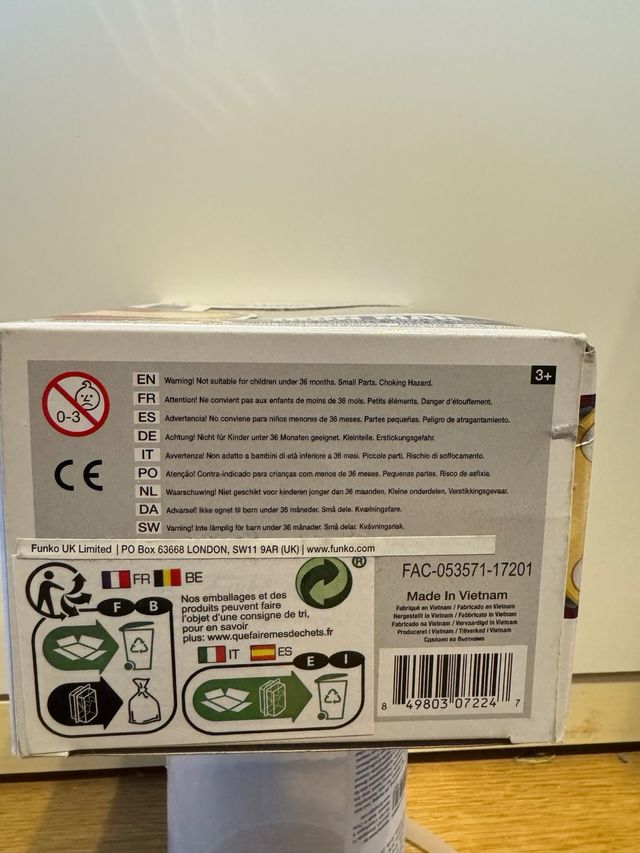 3+
0-3
EN Warning! Not suitable for children under 36 months. Small Parts. Choking Hazard.
FR Attention! Ne convient pas aux enfants de moins de 36 mois. Petits éléments. Danger d'étouffement.
ES Advertencia! No conviene para niños menores de 36 meses. Partes pequeñas. Peligro de atragantamiento.
DE Achtung! Nicht für Kinder unter 36 Monaten geeignet. Kleinteile. Erstickungsgefahr.
IT Avvertenza! Non adatto a bambini di età inferiore a 36 mesi. Piccole parti. Rischio di soffocamento.
PO Atenção! Contra-indicado para crianças com menos de 36 meses. Pequenas partes. Risco de asfixia.
NL Waarschuwing! Niet geschikt voor kinderen jonger dan 36 maanden. Kleine onderdelen. Verstikkingsgevaar.
DA Advarsel! Ikke egnet til børn under 36 måneder. Små dele. Kvælningsfare.
SW Varning! Inte lämplig för barn under 36 månader. Små delar. Kvävningsrisk.
CE
Funko UK Limited | PO Box 63668 LONDON, SW11 9AR (UK) | www.funko.com
FR BE
F B
Nos emballages et des
produits peuvent faire
l'objet d'une consigne de tri,
pour en savoir
plus: www.quefairemesdechets.fr
®
IT ES
E I
FAC-053571-17201
Made In Vietnam
Fabriqué en Vietnam / Fabricado en Vietnam
Hergestellt in Vietnam / Fabbricato in Vietnam
Fabricado na Vietnam / Vervaardigd in Vietnam
Produceret i Vietnam / Tillverkad i Vietnam
Сделано во Вьетнаме
8 49803 07224 7